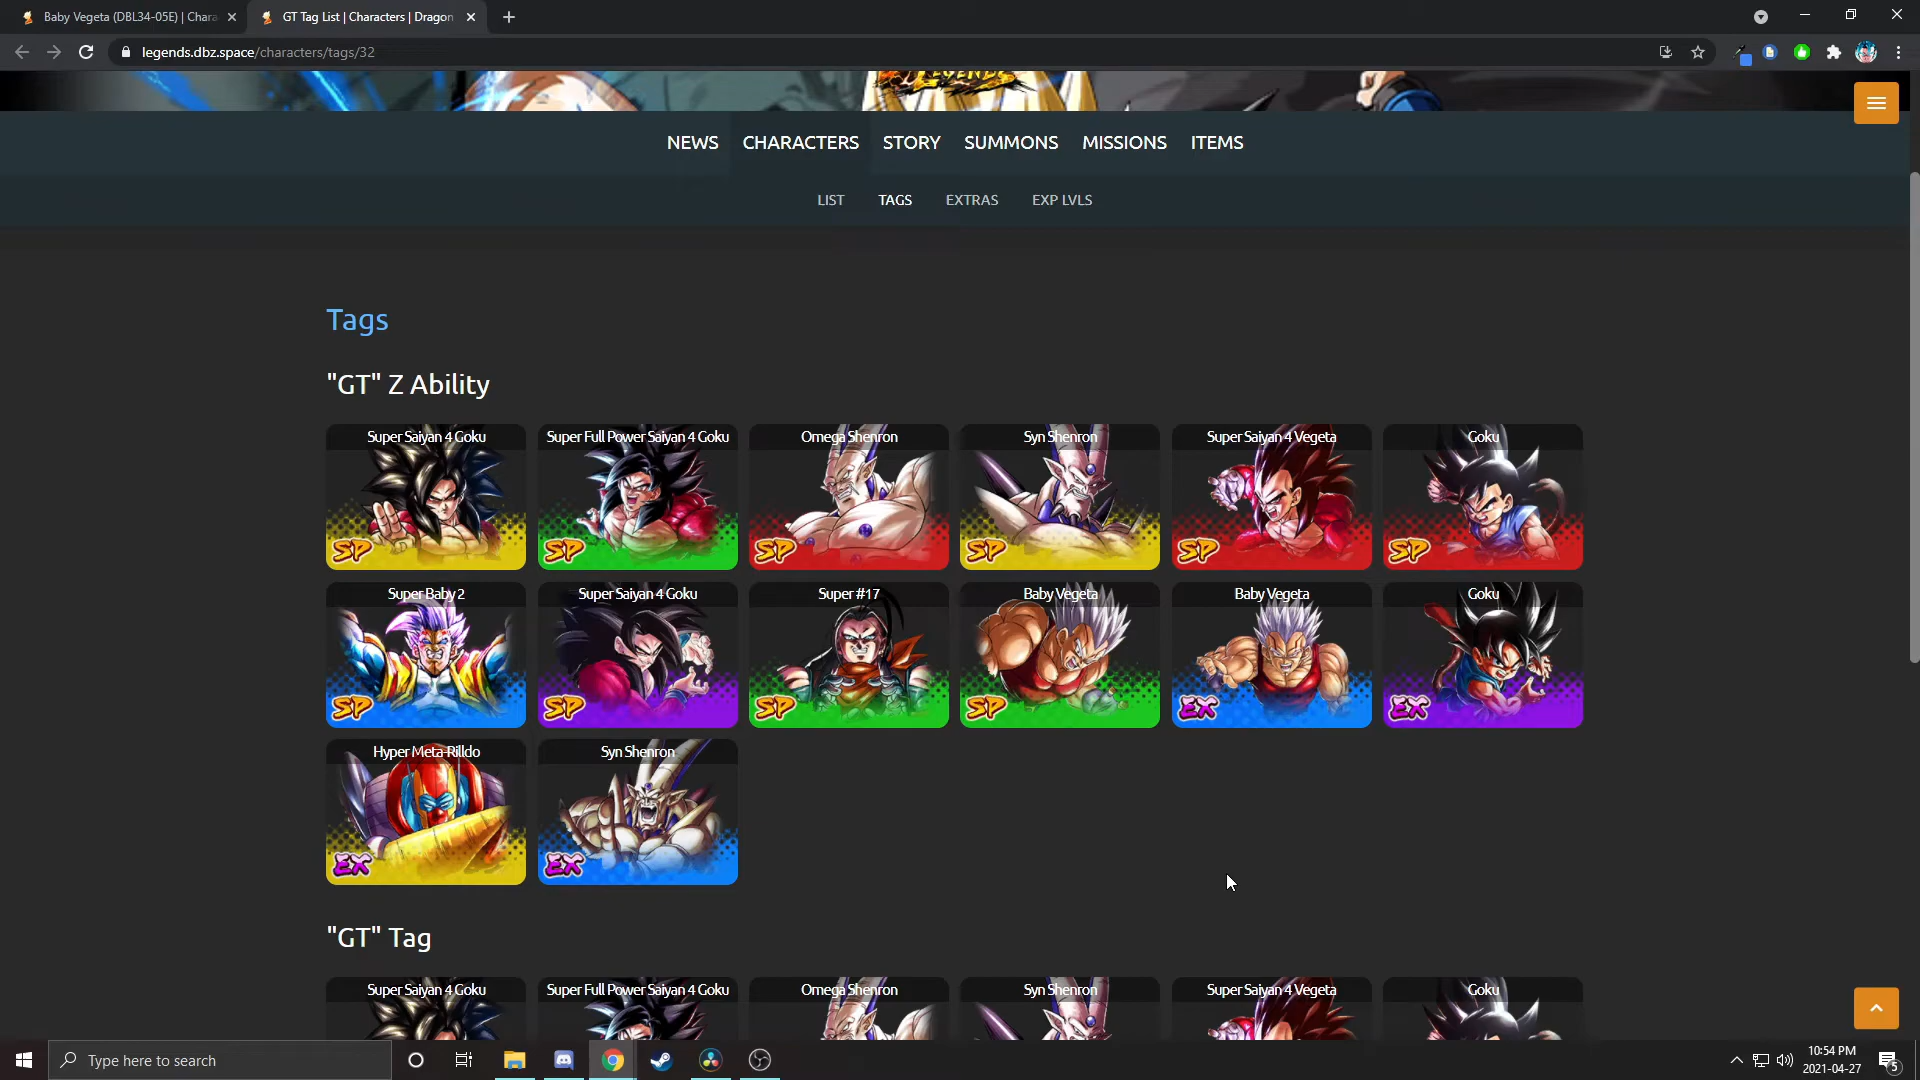 Baby Vegeta (DBL34-05E) | Chara
GT Tag List | Characters | Dragon
legends.dbz.space/characters/tags/32
LEGENDS
NEWS CHARACTERS STORY SUMMONS MISSIONS ITEMS
LIST TAGS EXTRAS EXP LVLS
Tags
"GT" Z Ability
Super Saiyan 4 Goku Super Full Power Saiyan 4 Goku Omega Shenron Syn Shenron Super Saiyan 4 Vegeta Goku
SP SP SP SP SP SP
Super Baby 2 Super Saiyan 4 Goku Super #17 Baby Vegeta Baby Vegeta Goku
SP SP SP SP EX EX
Hyper Meta-Rilldo Syn Shenron
EX EX
"GT" Tag
Super Saiyan 4 Goku Super Full Power Saiyan 4 Goku Omega Shenron Syn Shenron Super Saiyan 4 Vegeta Goku
Type here to search
10:54 PM
2021-04-27
5